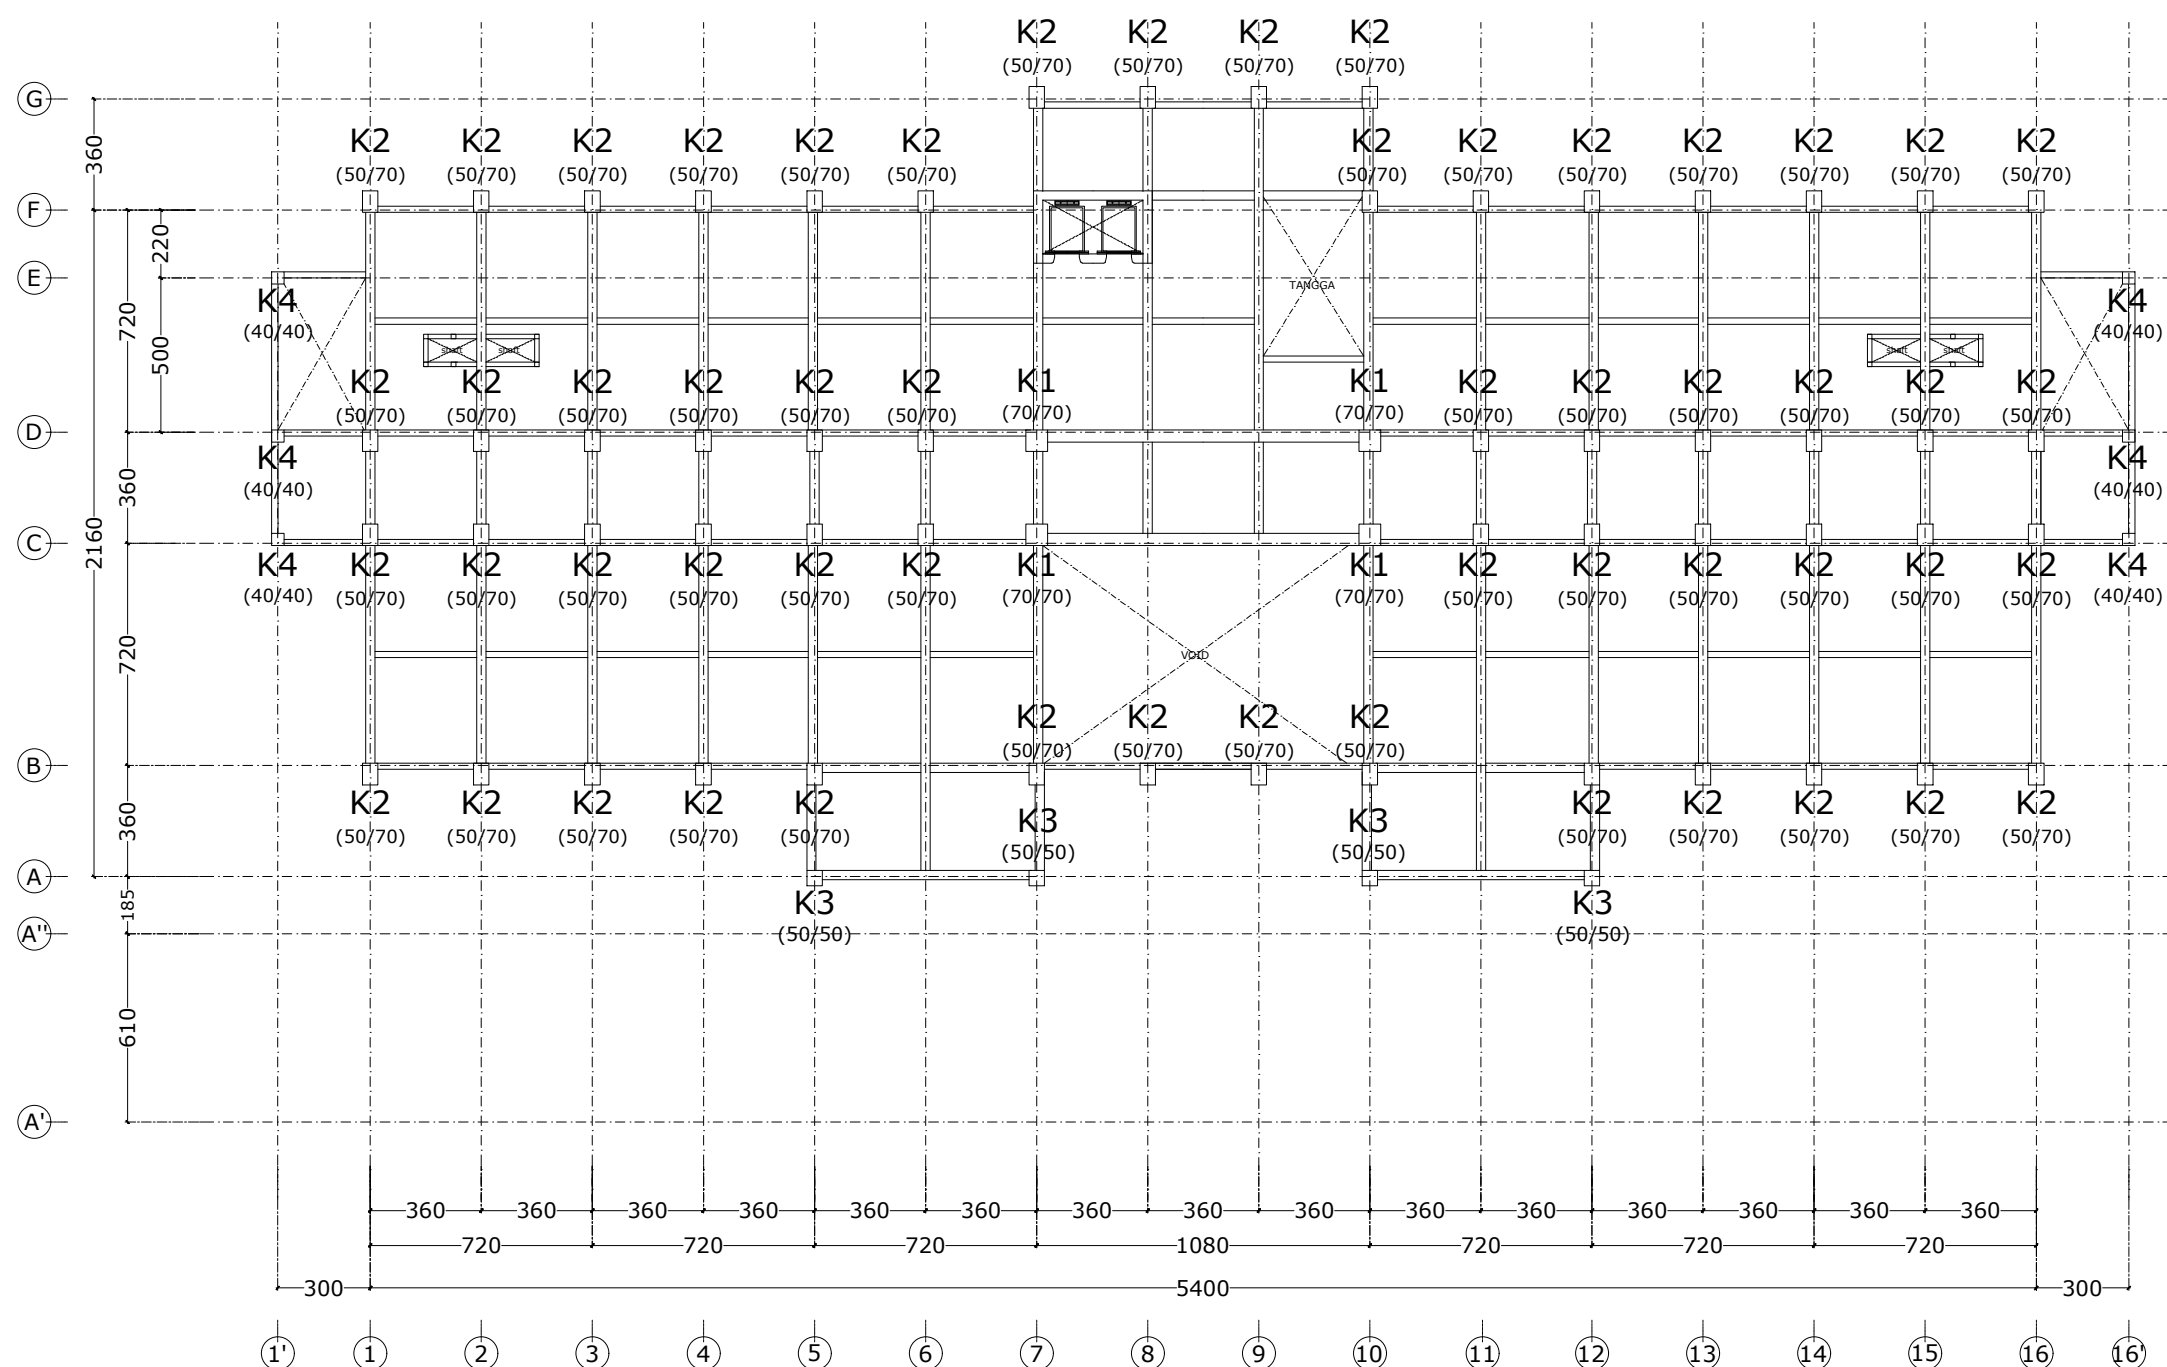 K2 K2 K2 K2
(50/70) (50/70) (50/70) (50/70)
G
K2 K2 K2 K2 K2 K2 K2 K2 K2 K2 K2 K2 K2
360
(50/70) (50/70) (50/70) (50/70) (50/70) (50/70) (50/70) (50/70) (50/70) (50/70) (50/70) (50/70) (50/70)
F
220
E
TANGGA
K4 K4
720
(40/40) (40/40)
500
shaft shaft shaft shaft
K2 K2 K2 K2 K2 K2 K1 K1 K2 K2 K2 K2 K2 K2
(50/70) (50/70) (50/70) (50/70) (50/70) (50/70) (70/70) (70/70) (50/70) (50/70) (50/70) (50/70) (50/70) (50/70)
D
K4 K4
360
(40/40) (40/40)
2160
C
K4 K2 K2 K2 K2 K2 K2 K1 K1 K2 K2 K2 K2 K2 K2 K4
(40/40) (50/70) (50/70) (50/70) (50/70) (50/70) (50/70) (70/70) (70/70) (50/70) (50/70) (50/70) (50/70) (50/70) (50/70) (40/40)
720
VOID
K2 K2 K2 K2
(50/70) (50/70) (50/70) (50/70)
B
K2 K2 K2 K2 K2 K2 K2 K2 K2 K2
360
K3 K3
(50/70) (50/70) (50/70) (50/70) (50/70) (50/70) (50/70) (50/70) (50/70) (50/70)
(50/50) (50/50)
A
185
K3 K3
A''
(50/50) (50/50)
610
A'
360 360 360 360 360 360 360 360 360 360 360 360 360 360 360
720 720 720 1080 720 720 720
300 5400 300
1' 1 2 3 4 5 6 7 8 9 10 11 12 13 14 15 16 16'